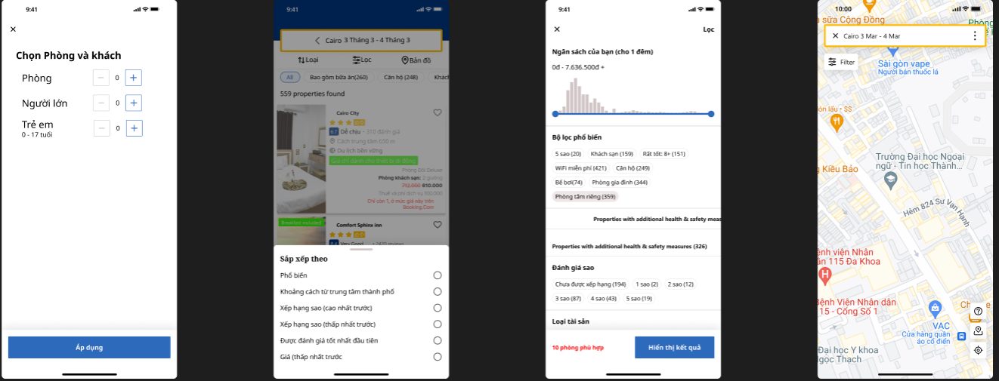 9:41
Chọn Phòng và khách
Phòng
0
Người lớn
0
Trẻ em
0 - 17 tuổi
0
Áp dụng
9:41
Cairo 3 Tháng 3 - 4 Tháng 3
Loại
Lọc
Bản đồ
All
Bao gồm bữa ăn(260)
Căn hộ (248)
Khách
559 properties found
Cairo City
6.7 Dễ chịu • 310 đánh giá
Cách trung tâm 650 m
Du lịch bền vững
Giá chỉ dành cho thiết bị di động
Phòng Đôi Deluxe
Phòng khách sạn: 2 giường
712.000 610.000
Thuế và phí dịch vụ 100.000
Chỉ còn 1, ở mức giá này trên
Booking.Com
Breakfast included
Comfort Sphinx inn
Very Good
Sắp xếp theo
Phổ biến
Khoảng cách từ trung tâm thành phố
Xếp hạng sao (cao nhất trước)
Xếp hạng sao (thấp nhất trước)
Được đánh giá tốt nhất đầu tiên
Giá (thấp nhất trước
9:41
Lọc
Ngân sách của bạn (cho 1 đêm)
0đ - 7.636.500đ +
Bộ lọc phổ biến
5 sao (20)
Khách sạn (159)
Rất tốt: 8+ (151)
WiFi miễn phí (421)
Căn hộ (249)
Bể bơi(74)
Phòng gia đình (344)
Phòng tắm riêng (359)
Properties with additional health & safety meas
Properties with additional health & safety measures (326)
Đánh giá sao
Chưa được xếp hạng (194)
1 sao (2)
2 sao (12)
3 sao (87)
4 sao (43)
5 sao (19)
Loại tài sản
10 phòng phù hợp
Hiển thị kết quả
10:00
à sữa Cộng Đồng
Phòng
Cairo 3 Mar - 4 Mar
Filter
Sài gòn vape
Người bán thuốc lá
ón lẩu · $$
g Kiều Bảo
Trường Đại học Ngoại
ngữ - Tin học Thành...
Hẻm 824 Sư Vạn Hạnh
ệnh viện Nhân
ân 115 Đa Khoa
Bệnh Viện Nhân dân
15 - Cổng Số 1
VAC
Cửa hàng quần
áo cổ điển
Đại học Y khoa
gọc Thạch